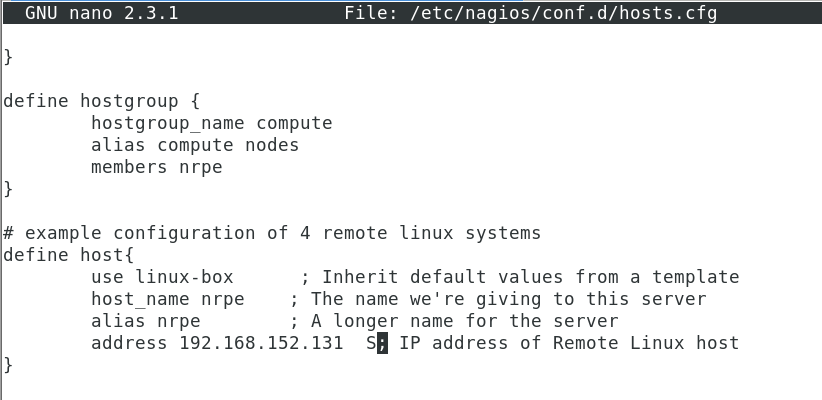 GNU nano 2.3.1 File: /etc/nagios/conf.d/hosts.cfg
}
define hostgroup {
hostgroup_name compute
alias compute nodes
members nrpe
}
# example configuration of 4 remote linux systems
define host{
use linux-box ; Inherit default values from a template
host_name nrpe ; The name we're giving to this server
alias nrpe ; A longer name for the server
address 192.168.152.131 S; IP address of Remote Linux host
}